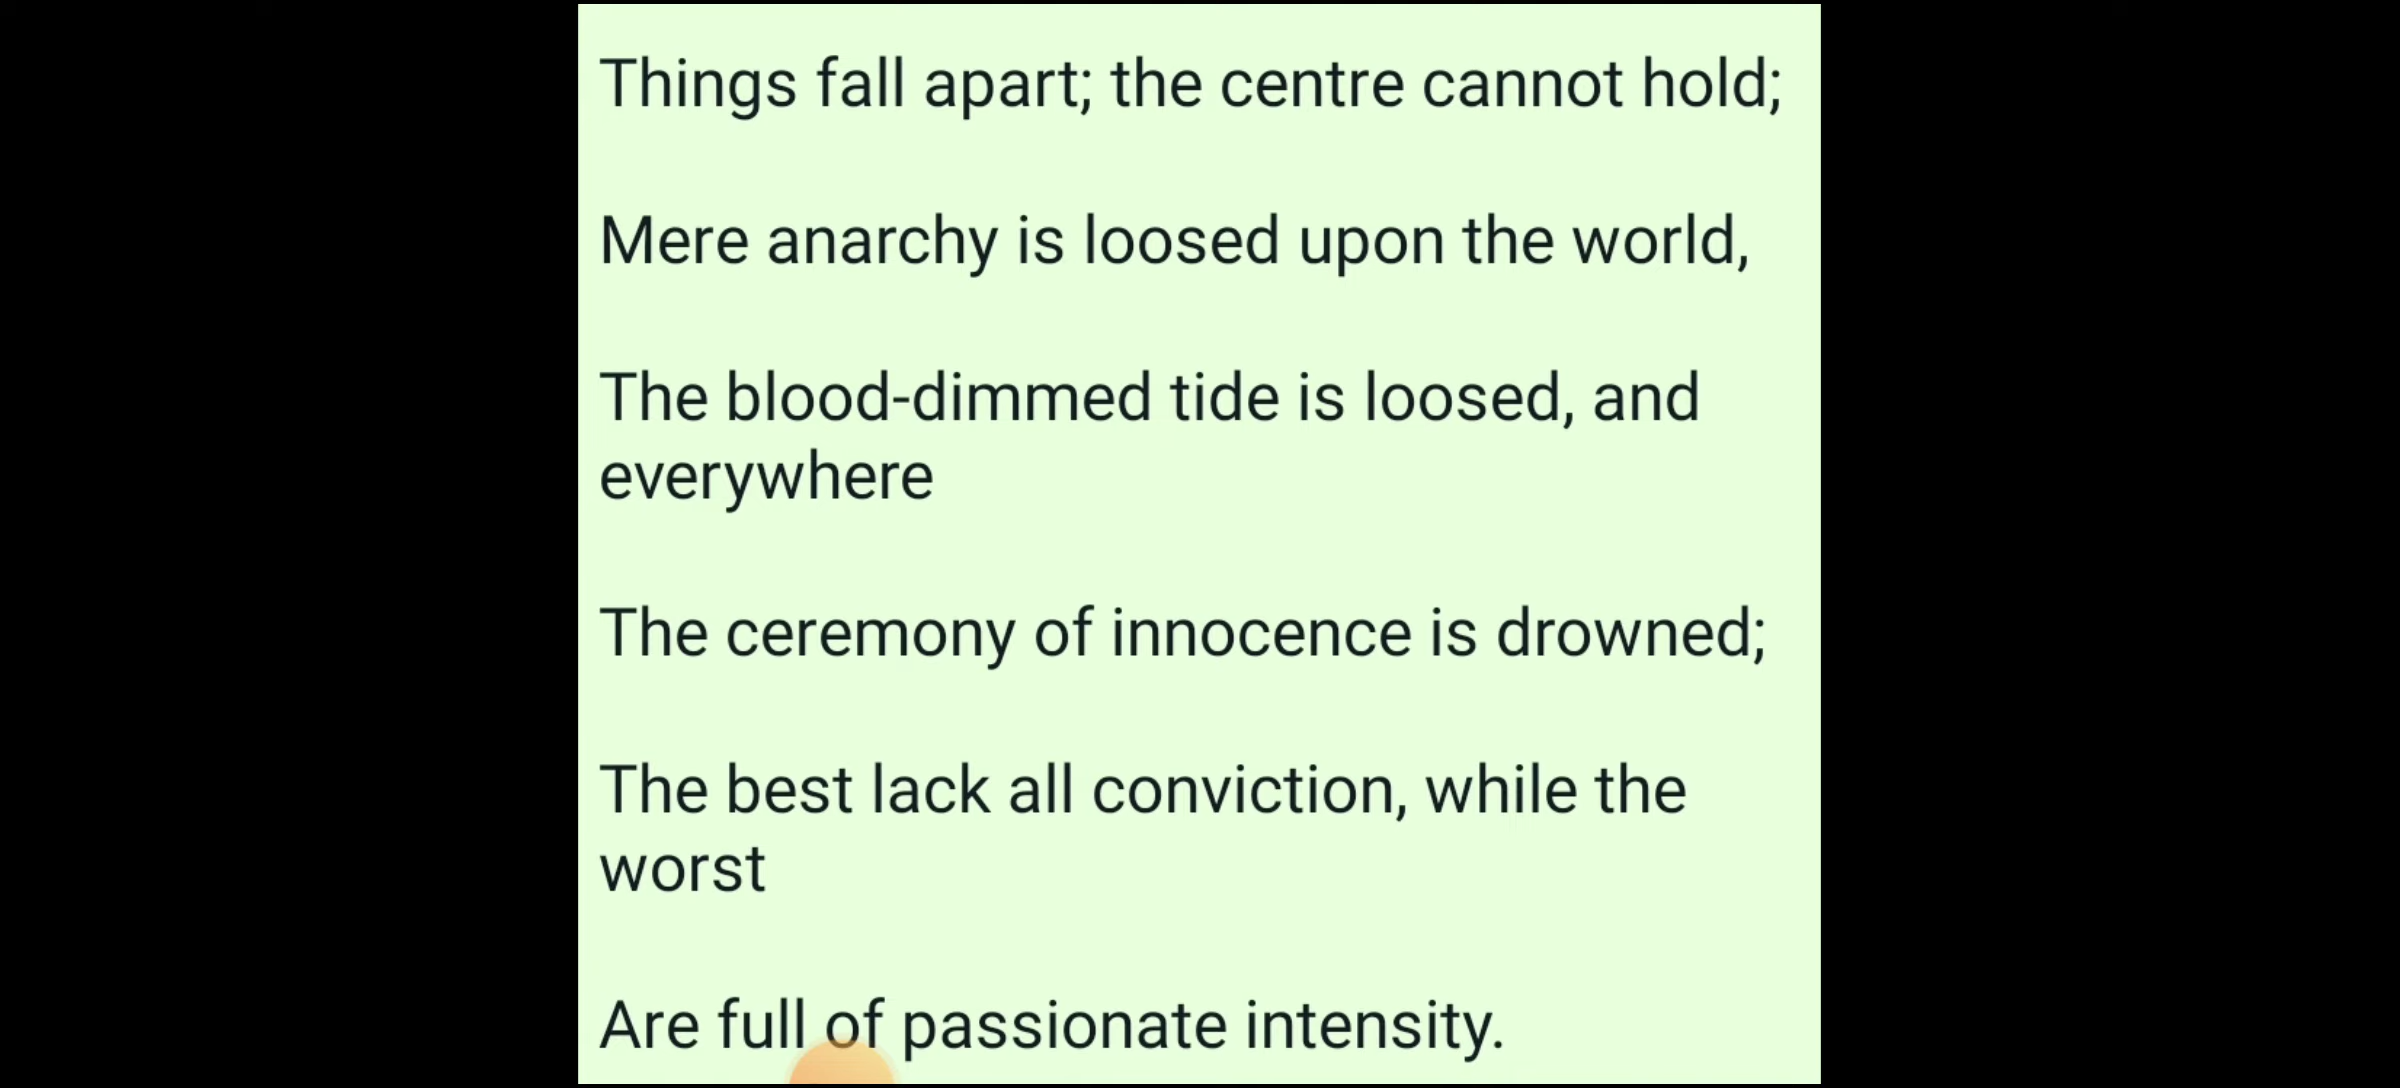 Things fall apart; the centre cannot hold;
Mere anarchy is loosed upon the world,
The blood-dimmed tide is loosed, and
everywhere
The ceremony of innocence is drowned;
The best lack all conviction, while the
worst
Are full of passionate intensity.